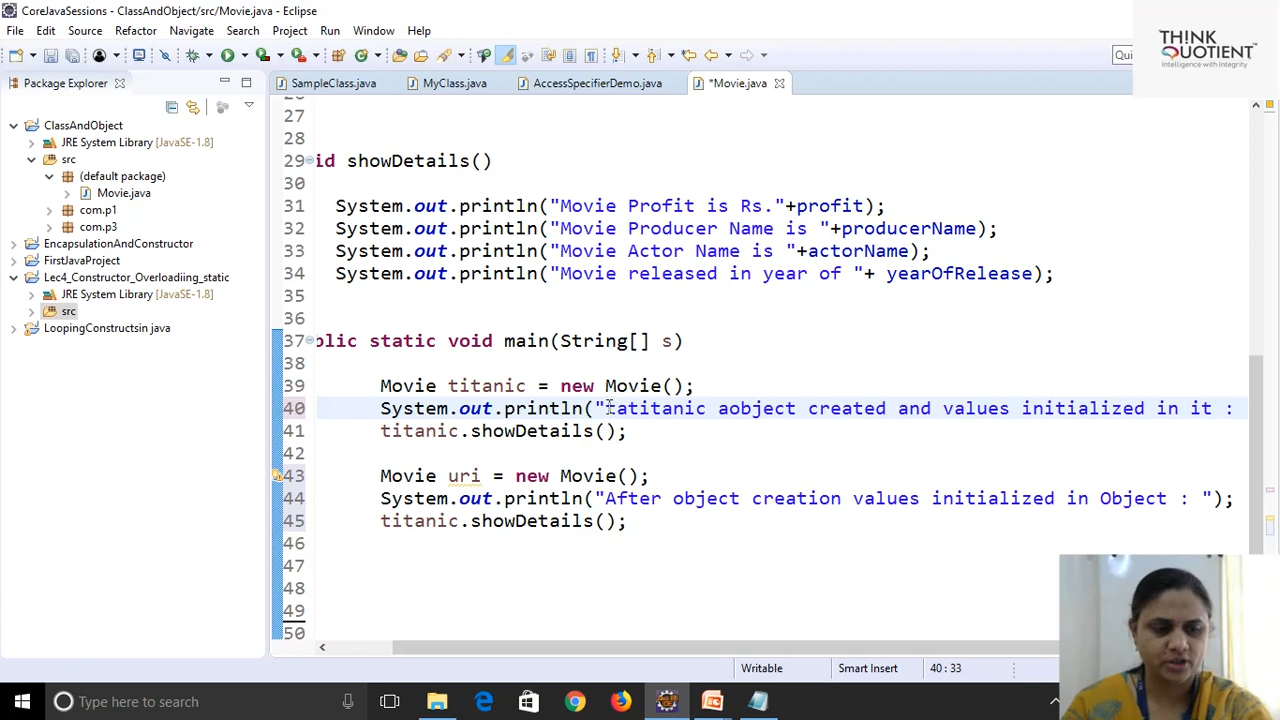 CoreJavaSessions - ClassAndObject/src/Movie.java - Eclipse
File Edit Source Refactor Navigate Search Project Run Window Help
THINK
QUOTIENT
Intelligence with Integrity
Qui
Package Explorer
SampleClass.java MyClass.java AccessSpecifierDemo.java *Movie.java
ClassAndObject
JRE System Library [JavaSE-1.8]
src
(default package)
Movie.java
com.p1
com.p3
EncapsulationAndConstructor
FirstJavaProject
Lec4_Constructor_Overloadiing_static
JRE System Library [JavaSE-1.8]
src
LoopingConstructsin java
26
27
28
29 id showDetails()
30
31 System.out.println("Movie Profit is Rs."+profit);
32 System.out.println("Movie Producer Name is "+producerName);
33 System.out.println("Movie Actor Name is "+actorName);
34 System.out.println("Movie released in year of "+ yearOfRelease);
35
36
37 blic static void main(String[] s)
38
39 Movie titanic = new Movie();
40 System.out.println(" aobject created and values initialized in it :
41 titanic.showDetails();
42
43 Movie uri = new Movie();
44 System.out.println("After object creation values initialized in Object : ");
45 titanic.showDetails();
46
47
48
49
50
Writable Smart Insert 40 : 33
Type here to search